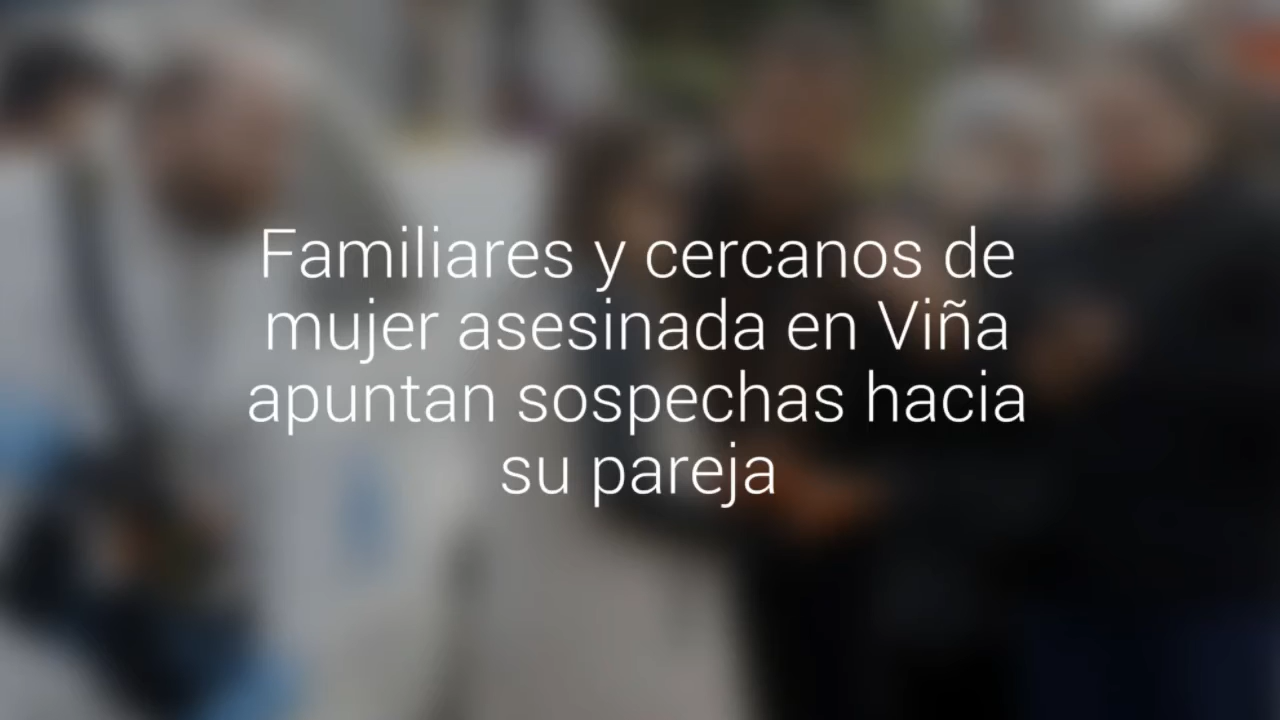 Familiares y cercanos de
mujer asesinada en Viña
apuntan sospechas hacia
su pareja